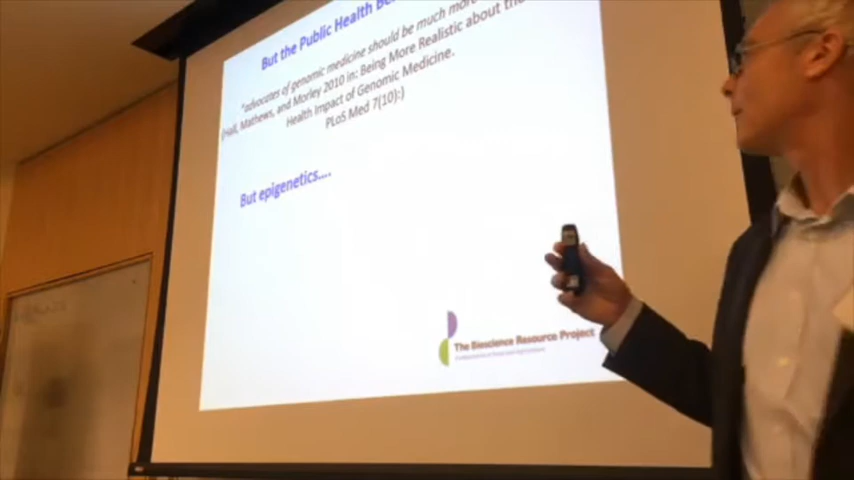 But the Public Health Be
"advocates of genomic medicine should be much more
(Hall, Mathews, and Morley 2010 in: Being More Realistic about the
Health Impact of Genomic Medicine.
PLoS Med 7(10):)
But epigenetics....
The Bioscience Resource Project